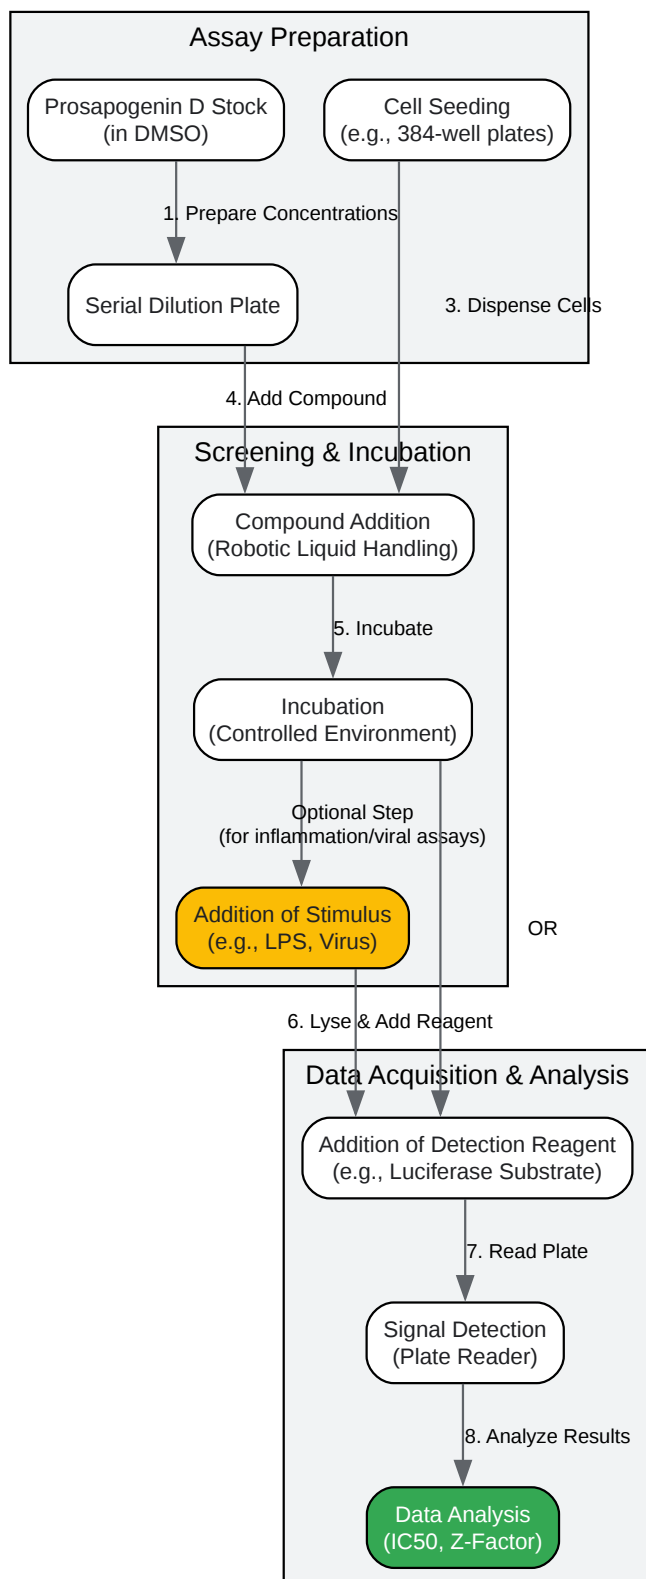 Assay Preparation
Prosapogenin D Stock
(in DMSO)
Cell Seeding
(e.g., 384-well plates)
1. Prepare Concentrations
Serial Dilution Plate
3. Dispense Cells
4. Add Compound
Screening & Incubation
Compound Addition
(Robotic Liquid Handling)
5. Incubate
Incubation
(Controlled Environment)
Optional Step
(for inflammation/viral assays)
Addition of Stimulus
(e.g., LPS, Virus)
OR
6. Lyse & Add Reagent
Data Acquisition & Analysis
Addition of Detection Reagent
(e.g., Luciferase Substrate)
7. Read Plate
Signal Detection
(Plate Reader)
8. Analyze Results
Data Analysis
(IC50, Z-Factor)